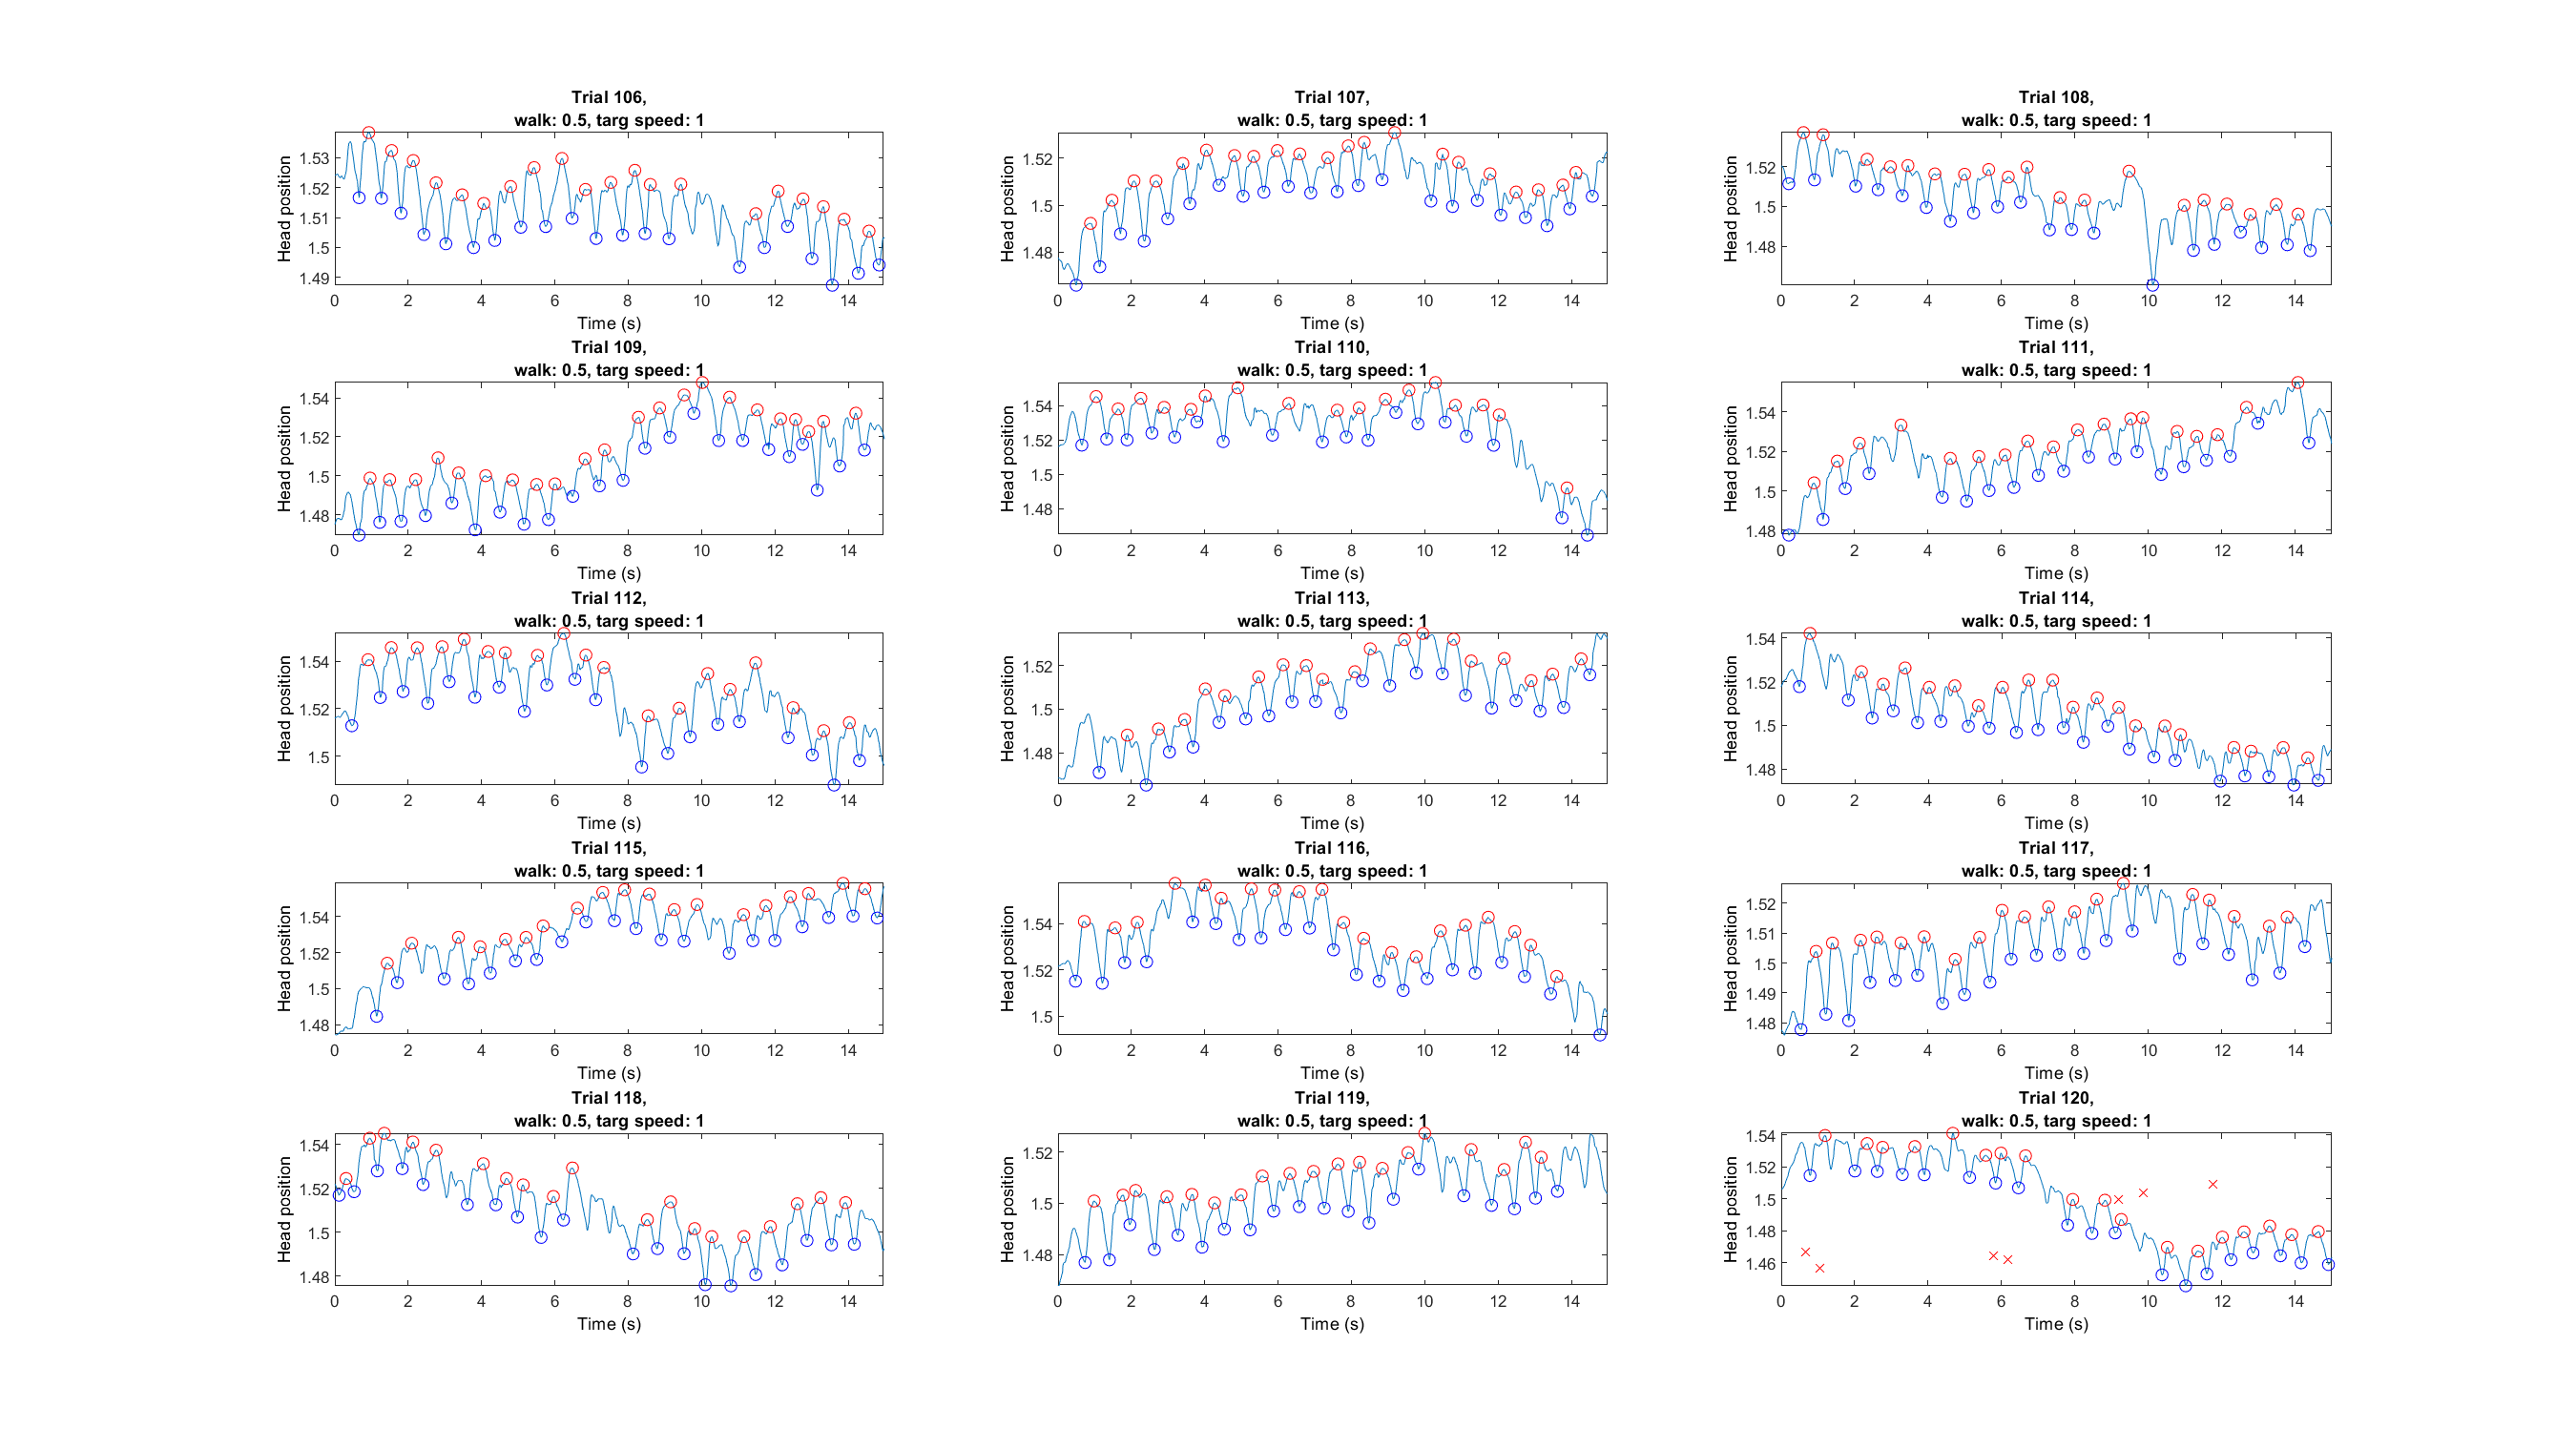 Trial 106,
walk: 0.5, targ speed: 1
Head position
1.53
1.52
1.51
1.5
1.49
0 2 4 6 8 10 12 14
Time (s)
Trial 107,
walk: 0.5, targ speed: 1
Head position
1.52
1.5
1.48
0 2 4 6 8 10 12 14
Time (s)
Trial 108,
walk: 0.5, targ speed: 1
Head position
1.52
1.5
1.48
0 2 4 6 8 10 12 14
Time (s)
Trial 109,
walk: 0.5, targ speed: 1
Head position
1.54
1.52
1.5
1.48
0 2 4 6 8 10 12 14
Time (s)
Trial 110,
walk: 0.5, targ speed: 1
Head position
1.54
1.52
1.5
1.48
0 2 4 6 8 10 12 14
Time (s)
Trial 111,
walk: 0.5, targ speed: 1
Head position
1.54
1.52
1.5
1.48
0 2 4 6 8 10 12 14
Time (s)
Trial 112,
walk: 0.5, targ speed: 1
Head position
1.54
1.52
1.5
0 2 4 6 8 10 12 14
Time (s)
Trial 113,
walk: 0.5, targ speed: 1
Head position
1.52
1.5
1.48
0 2 4 6 8 10 12 14
Time (s)
Trial 114,
walk: 0.5, targ speed: 1
Head position
1.54
1.52
1.5
1.48
0 2 4 6 8 10 12 14
Time (s)
Trial 115,
walk: 0.5, targ speed: 1
Head position
1.54
1.52
1.5
1.48
0 2 4 6 8 10 12 14
Time (s)
Trial 116,
walk: 0.5, targ speed: 1
Head position
1.54
1.52
1.5
0 2 4 6 8 10 12 14
Time (s)
Trial 117,
walk: 0.5, targ speed: 1
Head position
1.52
1.51
1.5
1.49
1.48
0 2 4 6 8 10 12 14
Time (s)
Trial 118,
walk: 0.5, targ speed: 1
Head position
1.54
1.52
1.5
1.48
0 2 4 6 8 10 12 14
Time (s)
Trial 119,
walk: 0.5, targ speed: 1
Head position
1.52
1.5
1.48
0 2 4 6 8 10 12 14
Time (s)
Trial 120,
walk: 0.5, targ speed: 1
Head position
1.54
1.52
1.5
1.48
1.46
0 2 4 6 8 10 12 14
Time (s)